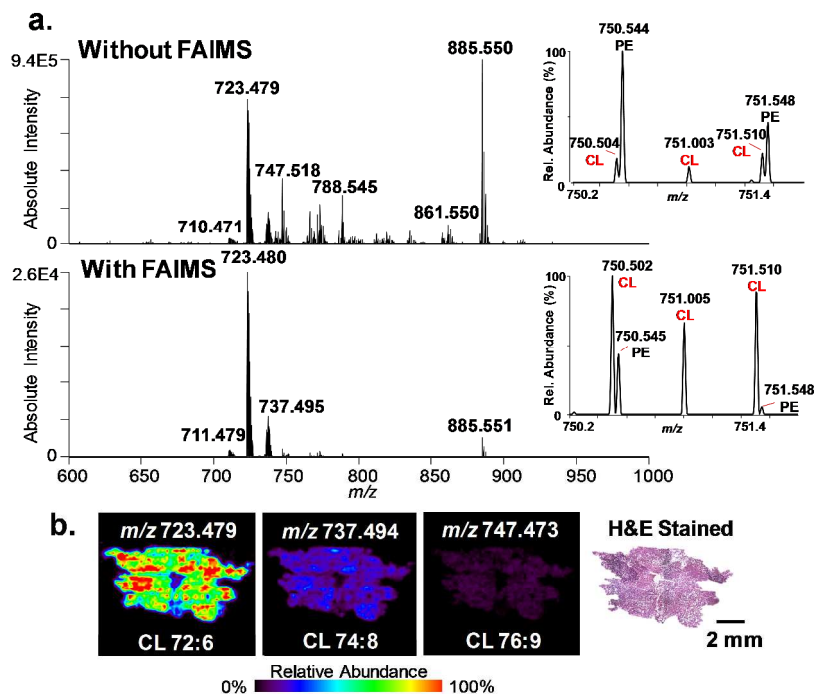 a.
Without FAIMS
9.4E5
0
Absolute Intensity
723.479
885.550
747.518
788.545
710.471
861.550
750.544
PE
100
750.504
CL
751.003
CL
751.510
CL
751.548
PE
Rel. Abundance (%)
0
750.2
m/z
751.4
With FAIMS
2.6E4
0
Absolute Intensity
723.480
737.495
711.479
885.551
600
650
700
750
800
850
900
950
1000
m/z
100
750.502
CL
751.510
CL
751.005
CL
750.545
PE
751.548
PE
Rel. Abundance (%)
0
750.2
m/z
751.4
b.
m/z 723.479
CL 72:6
m/z 737.494
CL 74:8
m/z 747.473
CL 76:9
H&E Stained
2 mm
Relative Abundance
0%
100%